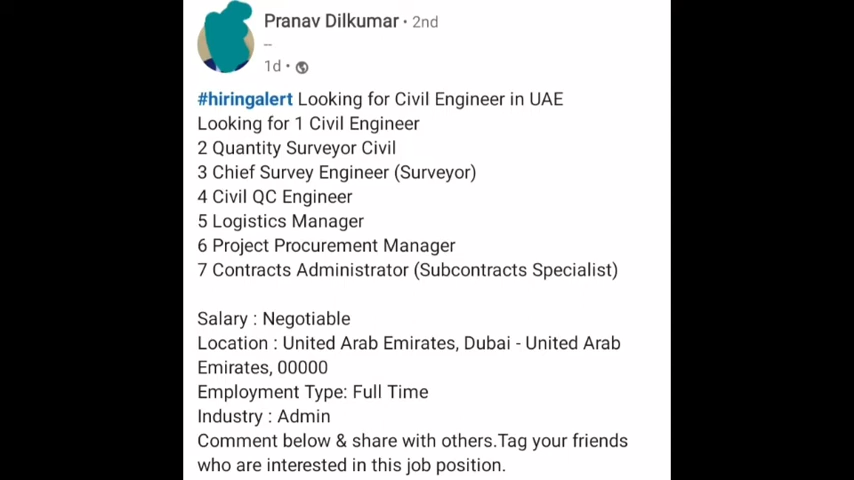 Pranav Dilkumar • 2nd
--
1d •
#hiringalert Looking for Civil Engineer in UAE
Looking for 1 Civil Engineer
2 Quantity Surveyor Civil
3 Chief Survey Engineer (Surveyor)
4 Civil QC Engineer
5 Logistics Manager
6 Project Procurement Manager
7 Contracts Administrator (Subcontracts Specialist)
Salary : Negotiable
Location : United Arab Emirates, Dubai - United Arab
Emirates, 00000
Employment Type: Full Time
Industry : Admin
Comment below & share with others.Tag your friends
who are interested in this job position.